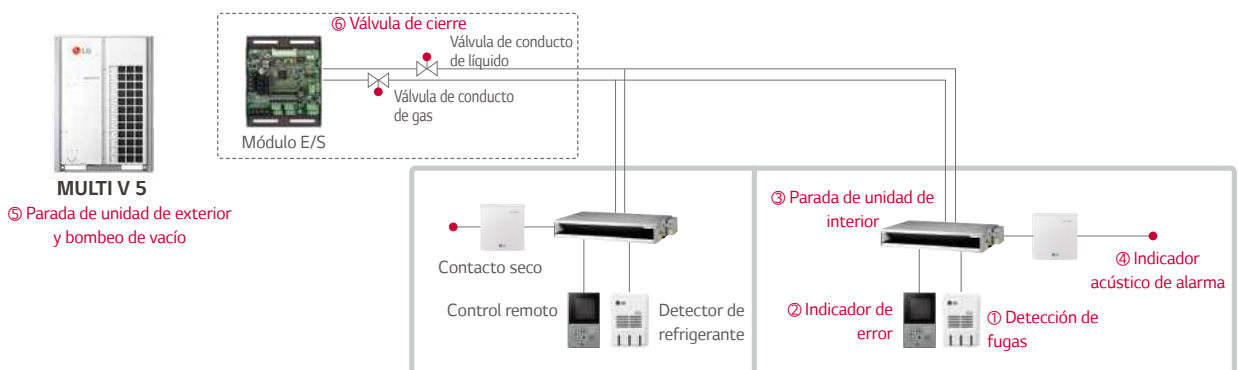 ⑥ Válvula de cierre
LG
Válvula de conducto
de líquido
Válvula de conducto
de gas
Módulo E/S
MULTI V 5
⑤ Parada de unidad de exterior
y bombeo de vacío
③ Parada de unidad de
interior
Contacto seco
④ Indicador
acústico de alarma
Control remoto
Detector de
refrigerante
② Indicador de
error
① Detección de
fugas